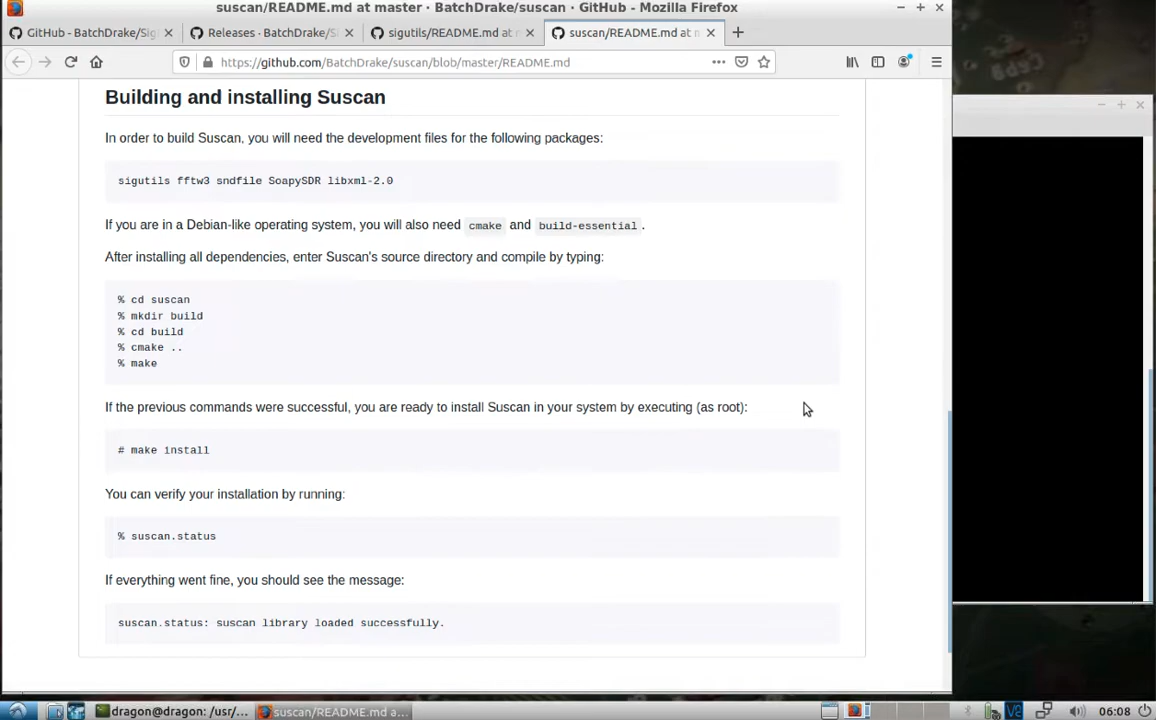 suscan/README.md at master · BatchDrake/suscan · GitHub - Mozilla Firefox
GitHub - BatchDrake/Sig
Releases · BatchDrake/S
sigutils/README.md at m
suscan/README.md at m
https://github.com/BatchDrake/suscan/blob/master/README.md
Building and installing Suscan
In order to build Suscan, you will need the development files for the following packages:
sigutils fftw3 sndfile SoapySDR libxml-2.0
If you are in a Debian-like operating system, you will also need cmake and build-essential.
After installing all dependencies, enter Suscan's source directory and compile by typing:
% cd suscan
% mkdir build
% cd build
% cmake ..
% make
If the previous commands were successful, you are ready to install Suscan in your system by executing (as root):
# make install
You can verify your installation by running:
% suscan.status
If everything went fine, you should see the message:
suscan.status: suscan library loaded successfully.
dragon@dragon: /usr/...
suscan/README.md a...
06:08